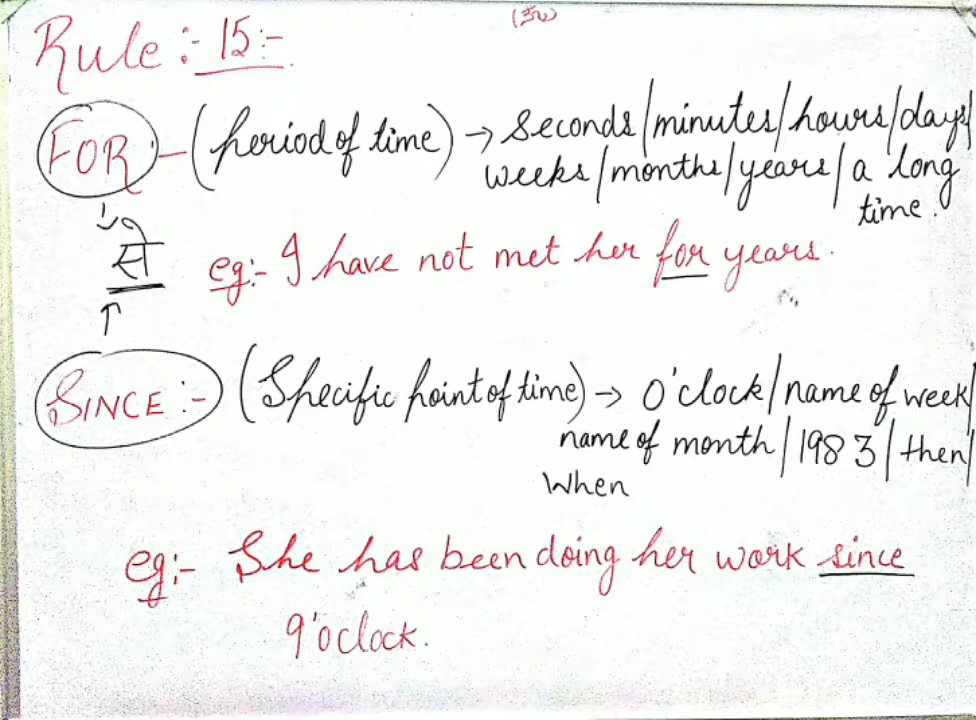 Rule :- 15 :-
FOR :- (period of time) → seconds/minutes/hours/days/
weeks/months/years/a long
time.
से
eg:- I have not met her for years.
SINCE :- (Specific point of time) → O'clock/name of week/
name of month/1983/then/
when
eg:- She has been doing her work since
9'oclock.